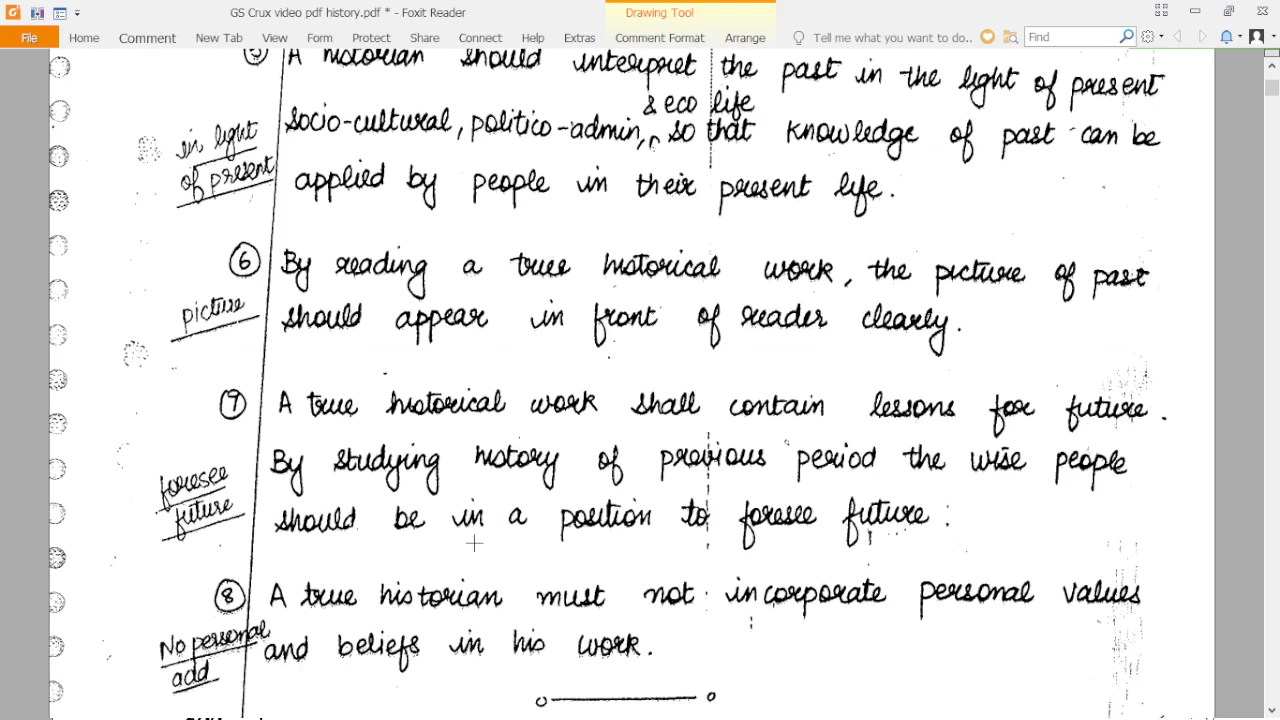 GS Crux video pdf history.pdf * - Foxit Reader
Drawing Tool
File Home Comment New Tab View Form Protect Share Connect Help Extras Comment Format Arrange Tell me what you want to do.. Find
A historian should interpret the past in the light of present
& eco life
socio-cultural, politico-admin, so that knowledge of past can be
in light
of present
applied by people in their present life.
6 By reading a true historical work, the picture of past
picture
should appear in front of reader clearly.
7 A true historical work shall contain lessons for future.
By studying history of previous period the wise people
foresee
future
should be in a position to foresee future.
8 A true historian must not incorporate personal values
No personal
add
and beliefs in his work.